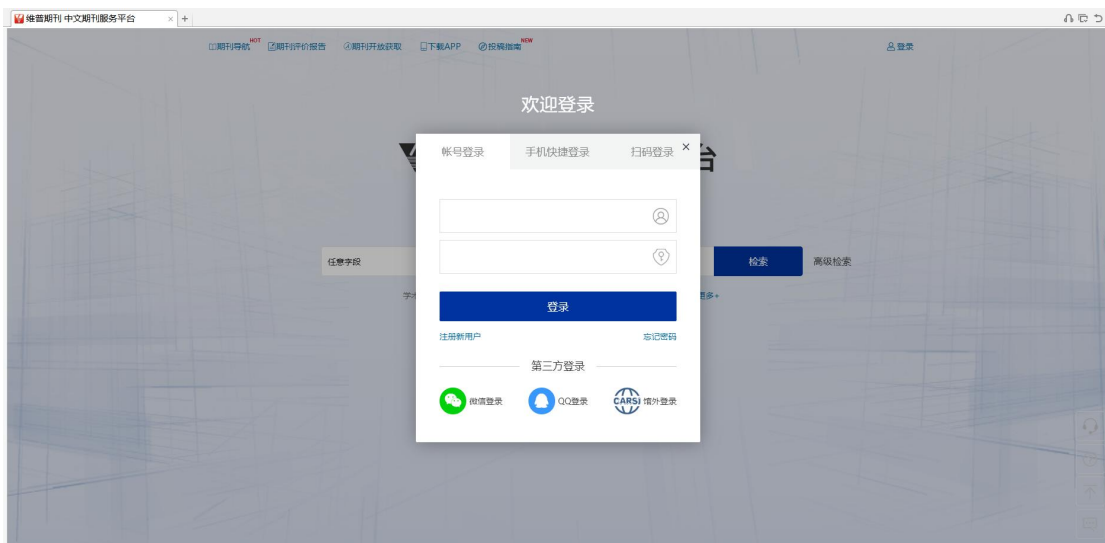 维普期刊 中文期刊服务平台 × +
期刊导航 HOT 期刊评价报告 期刊开放获取 下载APP 投稿指南 NEW 登录
欢迎登录
帐号登录 手机快捷登录 扫码登录 ×
台
任意字段 检索 高级检索
学术 更多+
登录
注册新用户 忘记密码
第三方登录
微信登录 QQ登录 CARSI 馆外登录